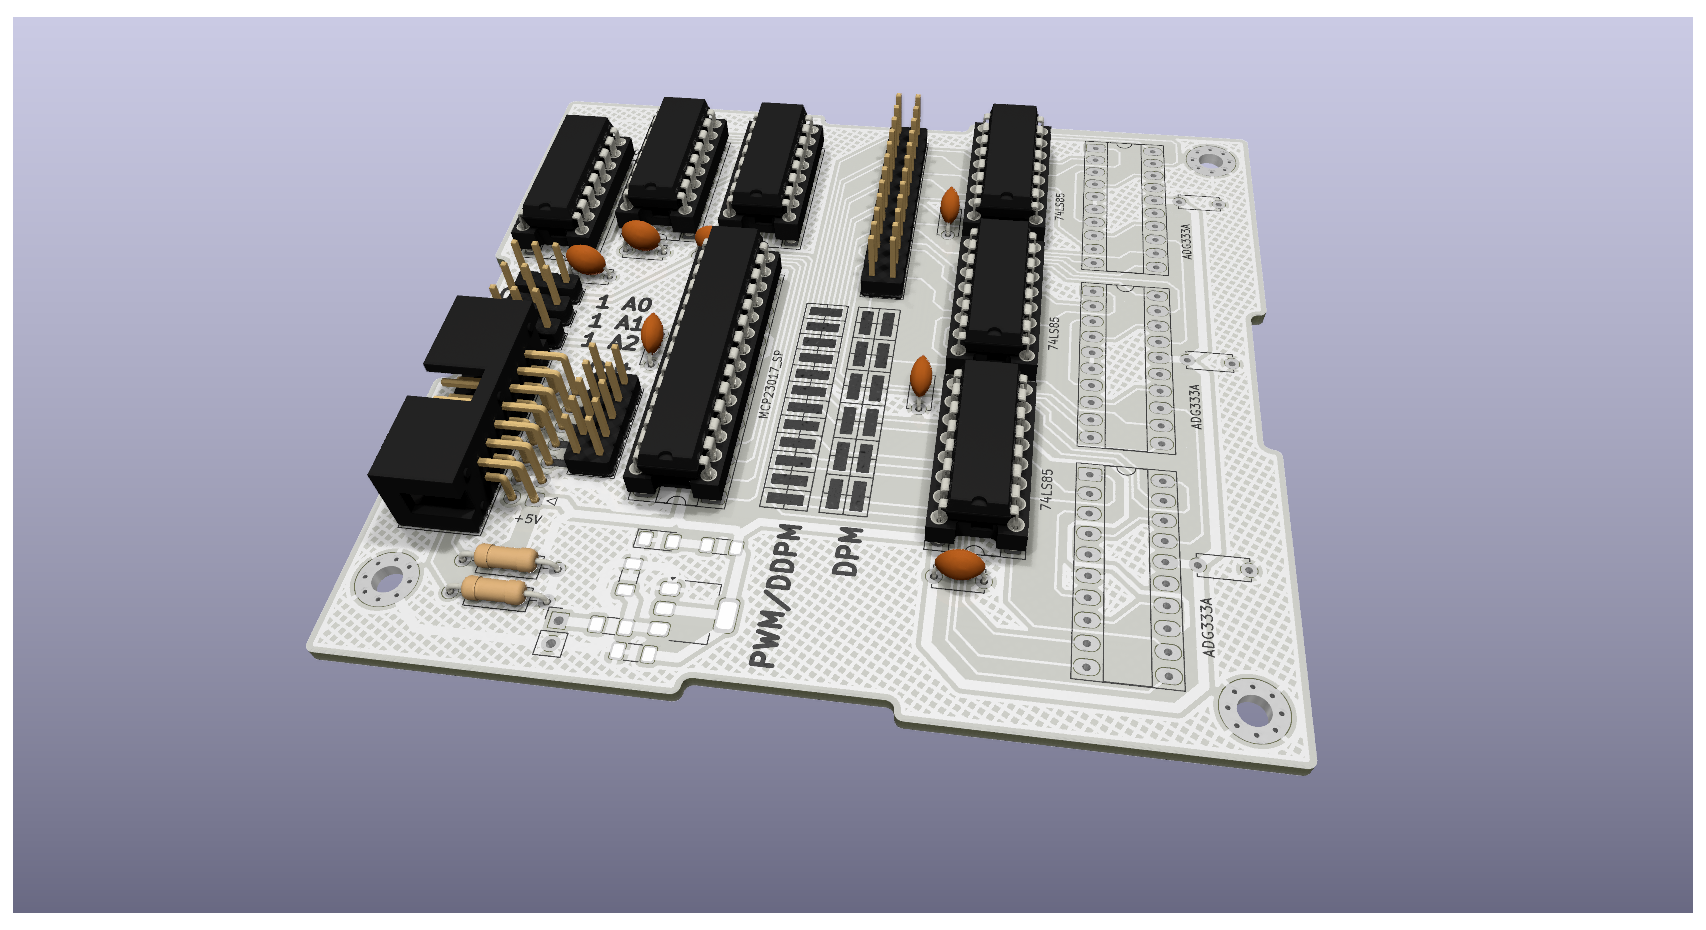 74LS85
ADG333A
1 A0
1 A1
1 A2
74LS85
MCP23017_SP
ADG333A
74LS85
+5V
PWM/DDPM
DPM
ADG333A